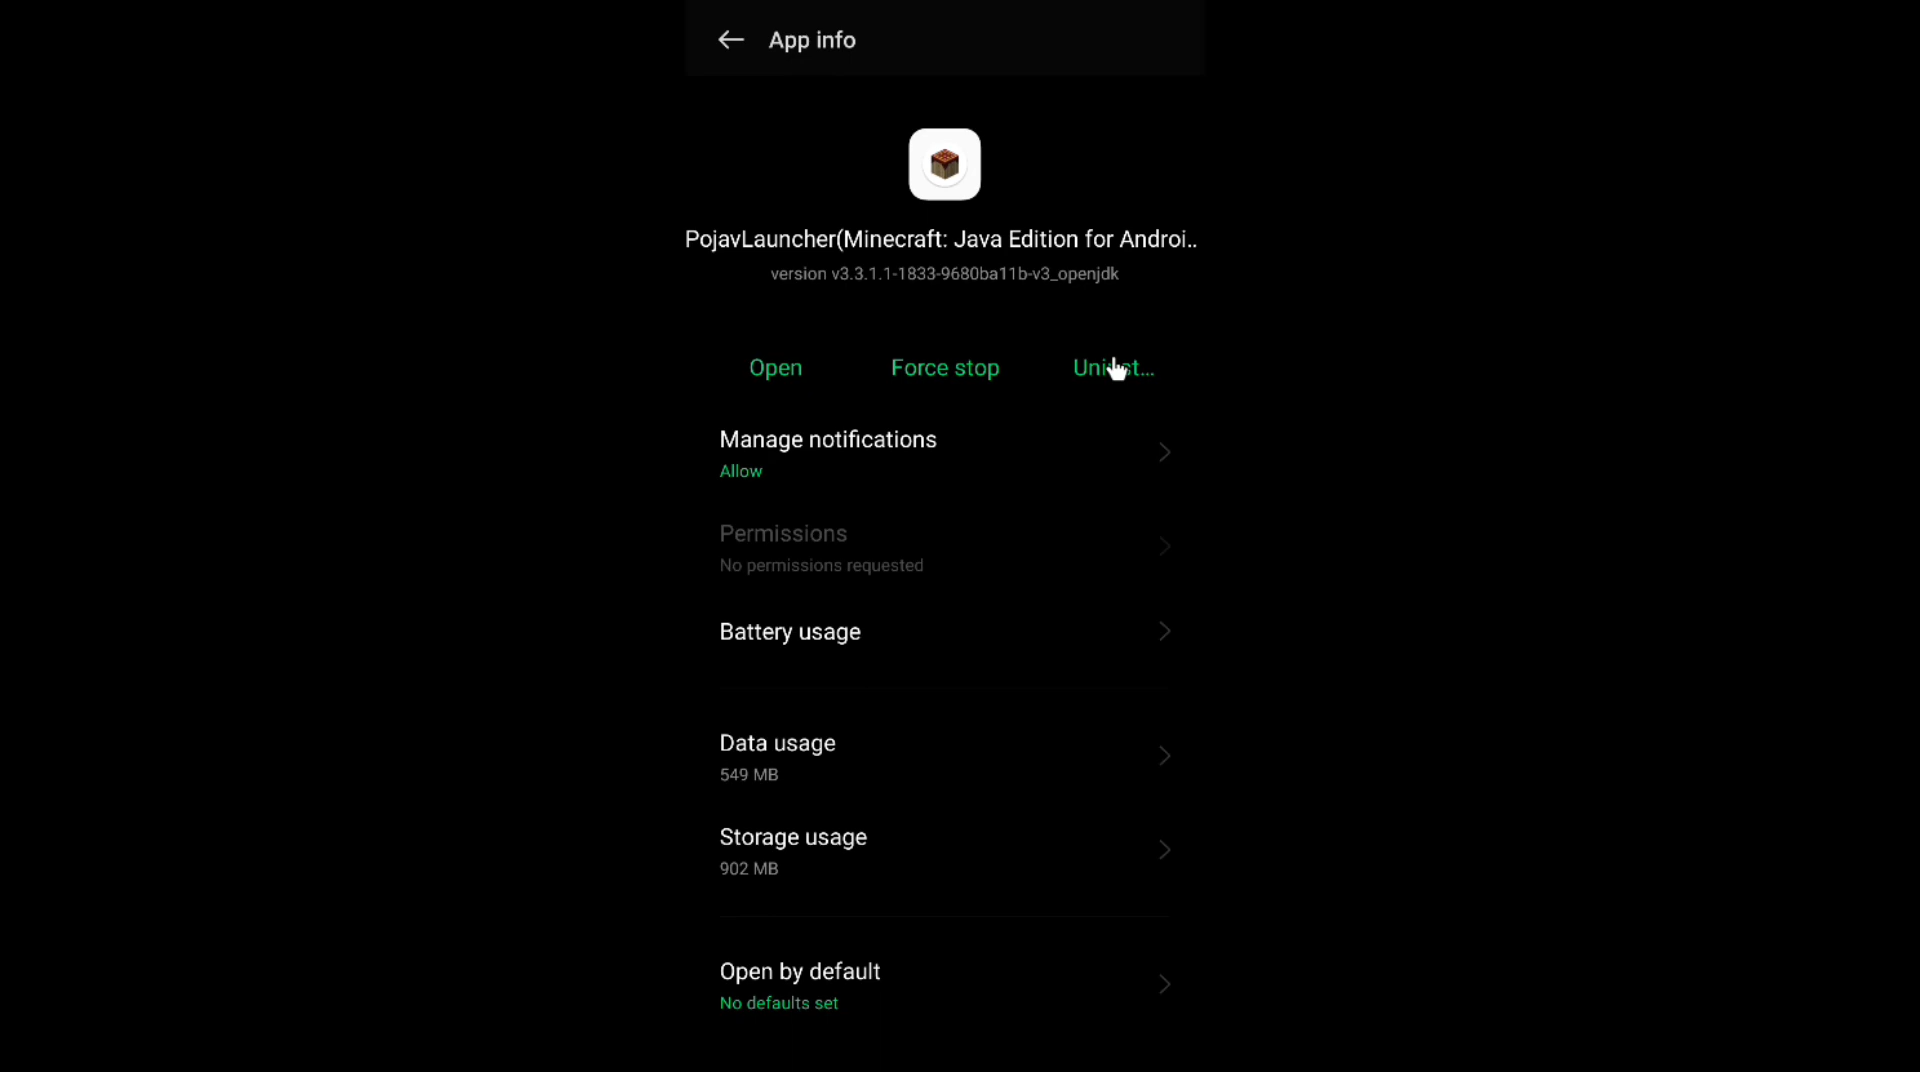 App info
PojavLauncher(Minecraft: Java Edition for Androi..
version v3.3.1.1-1833-9680ba11b-v3_openjdk
Open Force stop
Manage notifications
Allow
Permissions
No permissions requested
Battery usage
Data usage
549 MB
Storage usage
902 MB
Open by default
No defaults set